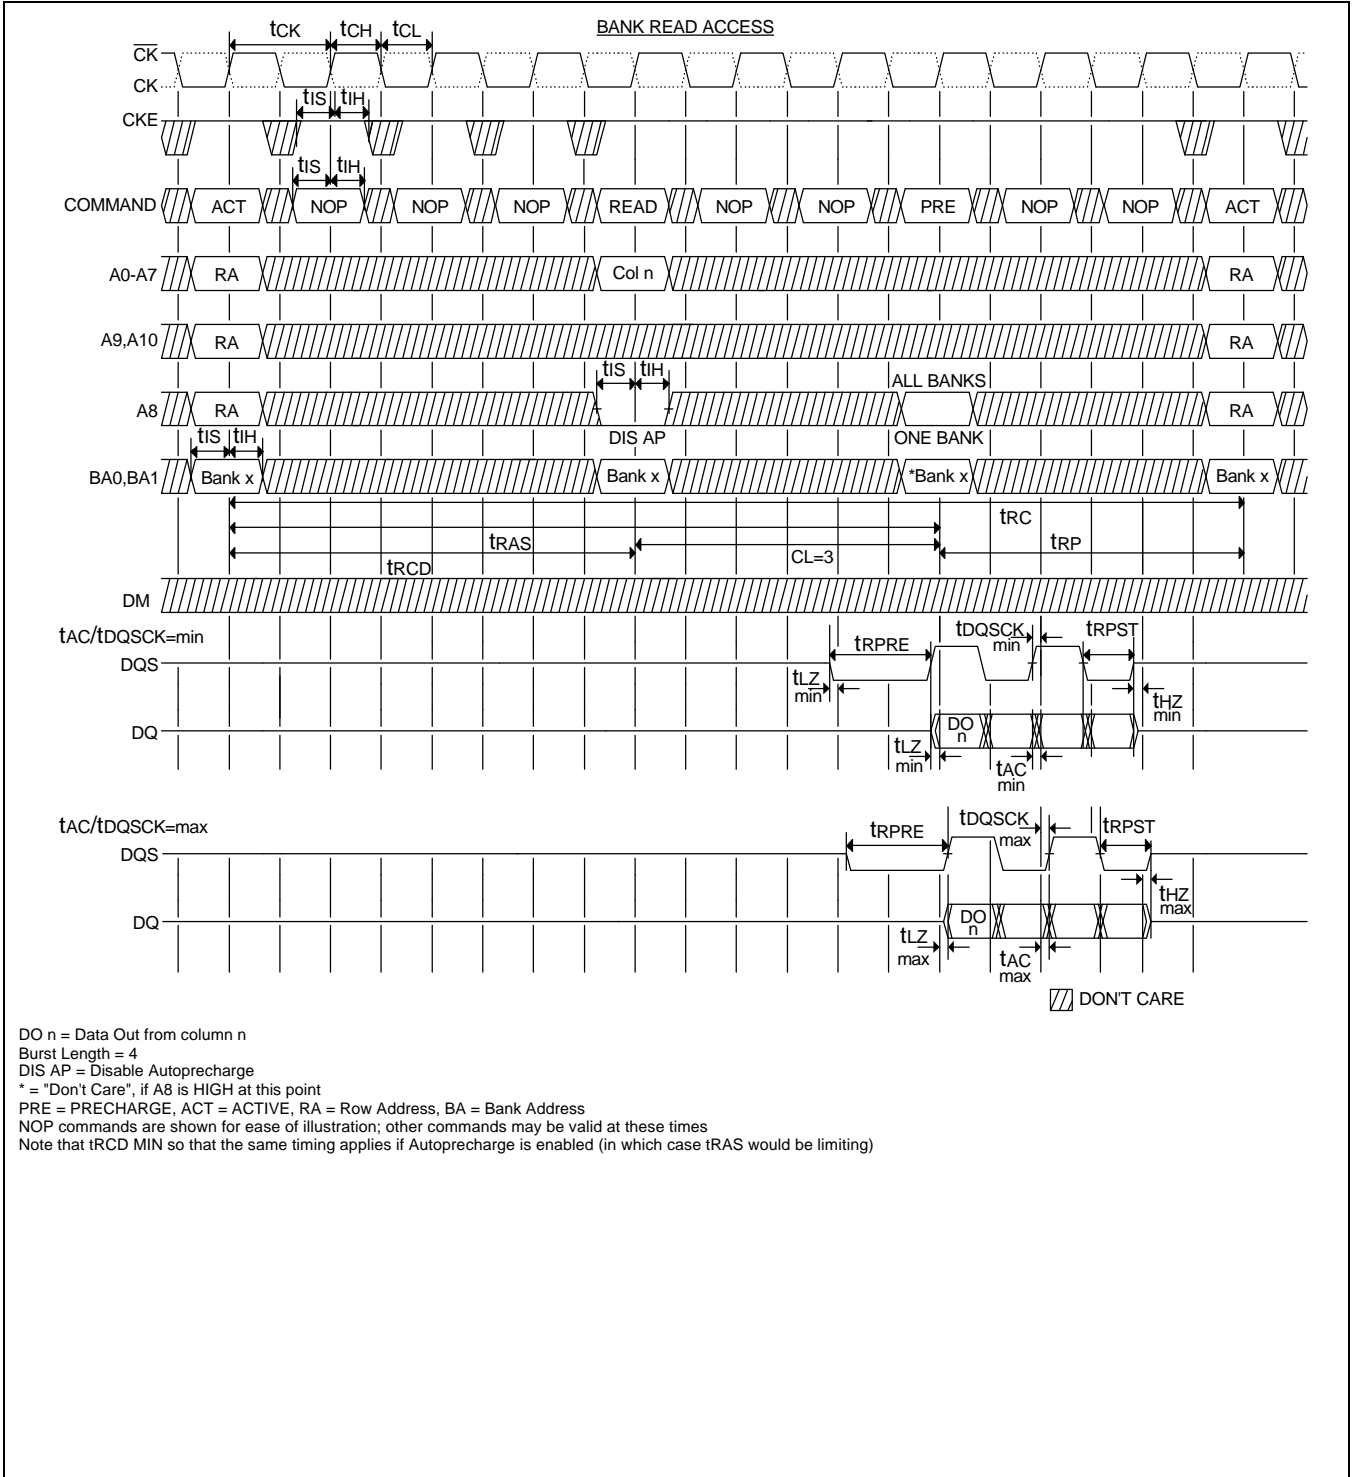 BANK READ ACCESS
tCK tCH tCL
CK
CK
tIS tIH
CKE
tIS tIH
COMMAND ACT NOP NOP NOP READ NOP NOP PRE NOP NOP ACT
A0-A7 RA Col n RA
A9,A10 RA RA
tIS tIH ALL BANKS
A8 RA RA
tIS tIH DIS AP ONE BANK
BA0,BA1 Bank x Bank x *Bank x Bank x
tRC
tRAS CL=3 tRP
tRCD
DM
tAC/tDQSCK=min
tRPRE tDQSCK min tRPST
DQS
tLZ min tHZ min
DQ DO n
tLZ min tAC min
tAC/tDQSCK=max
tRPRE tDQSCK max tRPST
DQS
tHZ max
DQ DO n
tLZ max tAC max
DON'T CARE
DO n = Data Out from column n
Burst Length = 4
DIS AP = Disable Autoprecharge
* = "Don't Care", if A8 is HIGH at this point
PRE = PRECHARGE, ACT = ACTIVE, RA = Row Address, BA = Bank Address
NOP commands are shown for ease of illustration; other commands may be valid at these times
Note that tRCD MIN so that the same timing applies if Autoprecharge is enabled (in which case tRAS would be limiting)